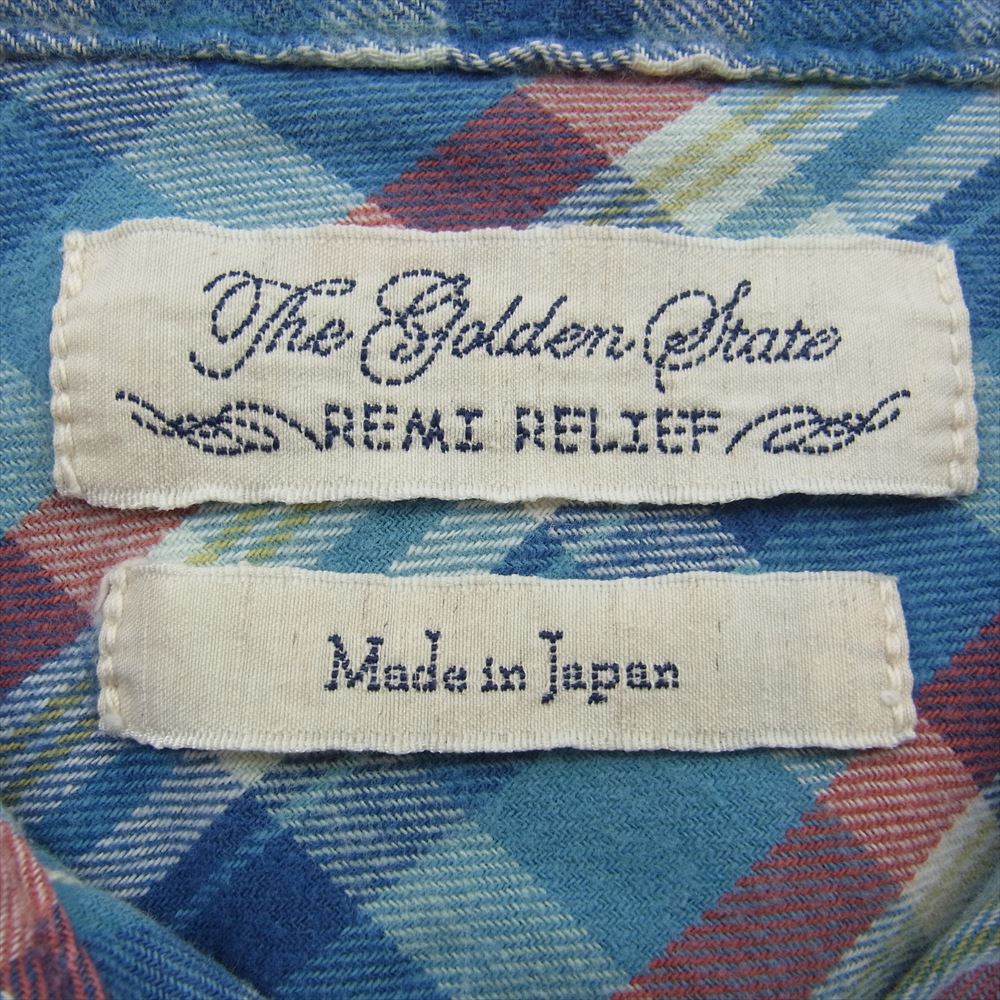 The Golden State
REMI RELIEF
Made in Japan